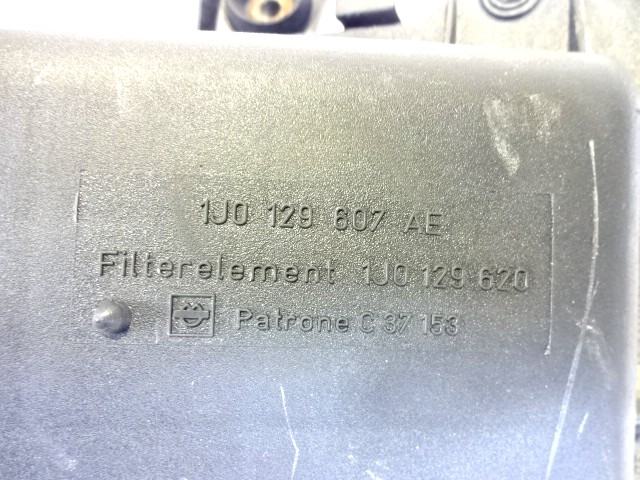 1J0 129 607 AE
Filterelement 1J0 129 620
Patrone C 37 153